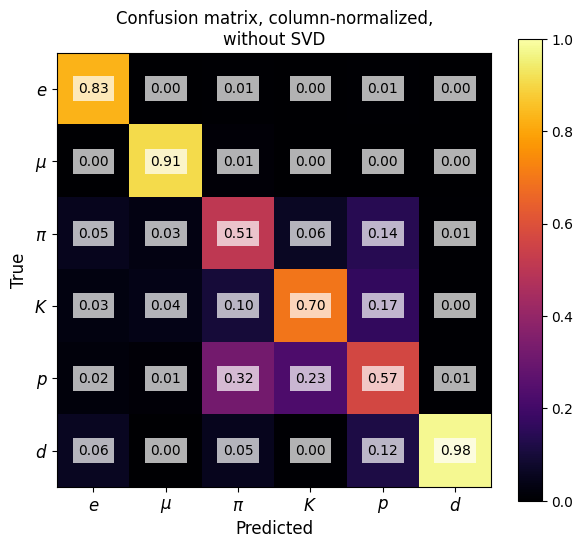 Confusion matrix, column-normalized,
without SVD
1.0
e 0.83 0.00 0.01 0.00 0.01 0.00
μ 0.00 0.91 0.01 0.00 0.00 0.00
0.8
π 0.05 0.03 0.51 0.06 0.14 0.01
0.6
True
K 0.03 0.04 0.10 0.70 0.17 0.00
0.4
p 0.02 0.01 0.32 0.23 0.57 0.01
0.2
d 0.06 0.00 0.05 0.00 0.12 0.98
0.0
e μ π K p d
Predicted